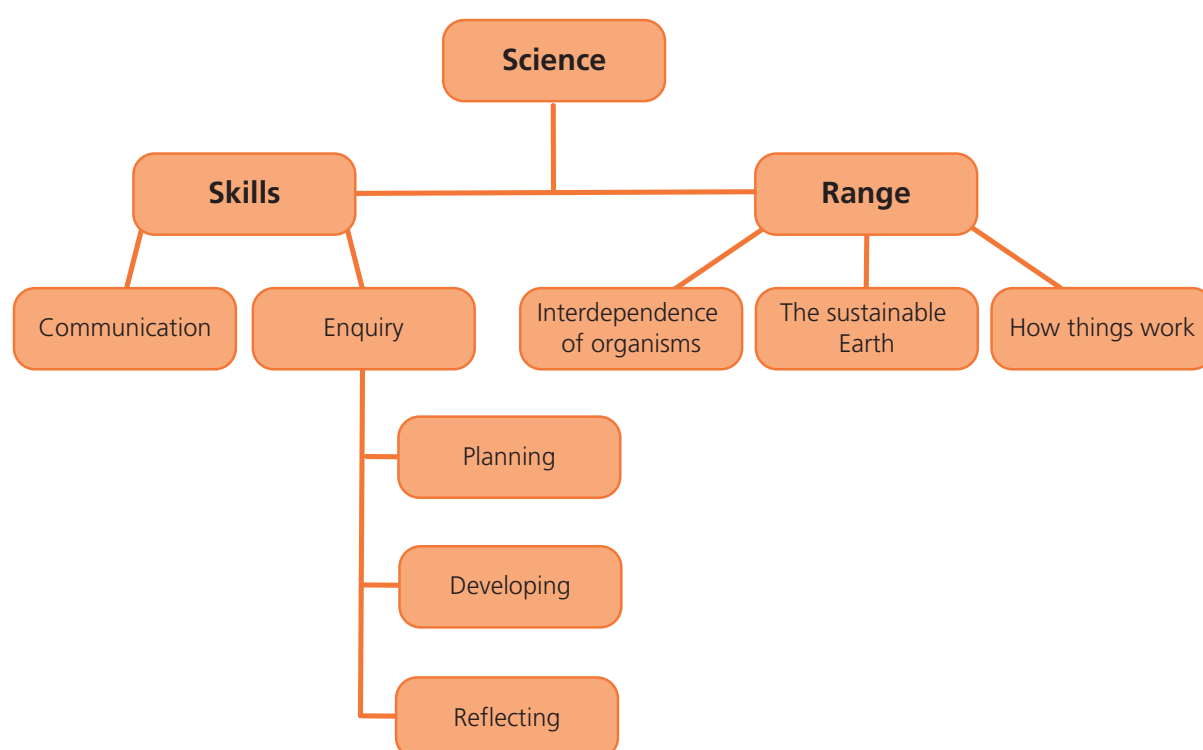 Science
Skills
Range
Communication
Enquiry
Interdependence
of organisms
The sustainable
Earth
How things work
Planning
Developing
Reflecting